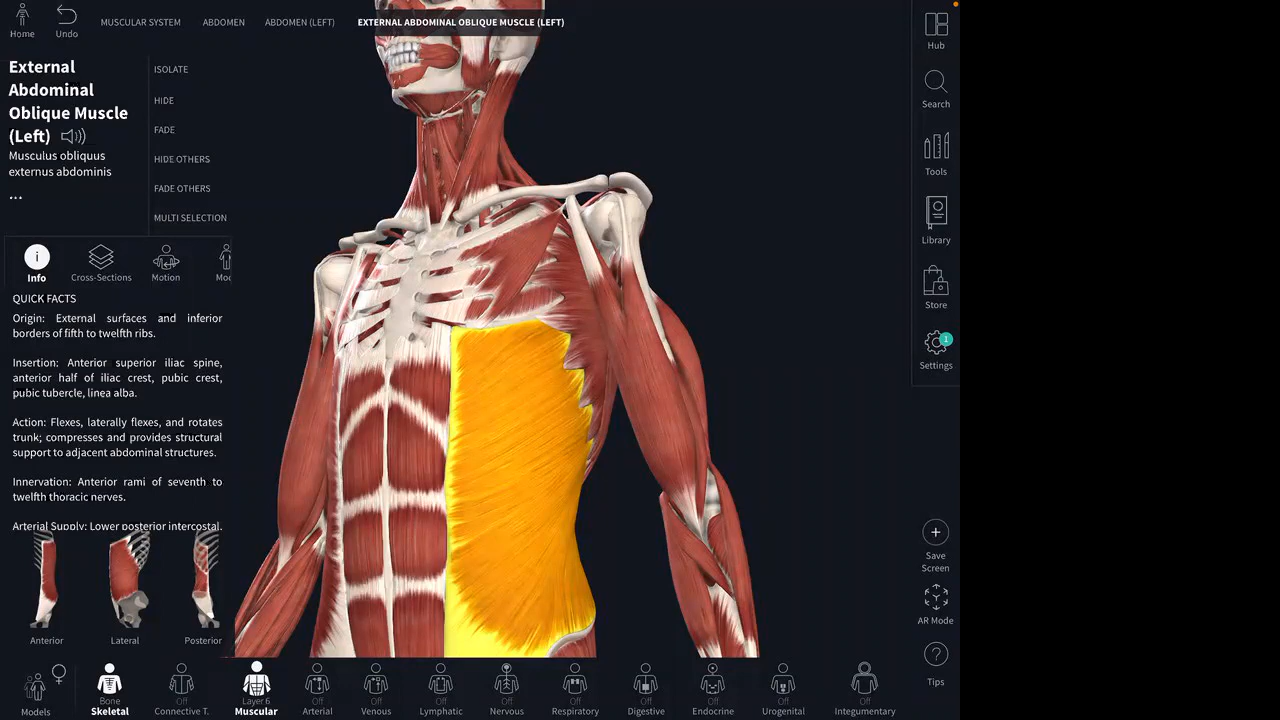 Home
Undo
MUSCULAR SYSTEM
ABDOMEN
ABDOMEN (LEFT)
EXTERNAL ABDOMINAL OBLIQUE MUSCLE (LEFT)
External
Abdominal
Oblique Muscle
(Left)
Musculus obliquus
externus abdominis
...
ISOLATE
HIDE
FADE
HIDE OTHERS
FADE OTHERS
MULTI SELECTION
Info
Cross-Sections
Motion
Moc
QUICK FACTS
Origin: External surfaces and inferior
borders of fifth to twelfth ribs.
Insertion: Anterior superior iliac spine,
anterior half of iliac crest, pubic crest,
pubic tubercle, linea alba.
Action: Flexes, laterally flexes, and rotates
trunk; compresses and provides structural
support to adjacent abdominal structures.
Innervation: Anterior rami of seventh to
twelfth thoracic nerves.
Arterial Supply: Lower posterior intercostal,
Anterior
Lateral
Posterior
Hub
Search
Tools
Library
Store
1
Settings
Save
Screen
AR Mode
Tips
Models
Bone
Skeletal
Off
Connective T.
Layer 6
Muscular
Off
Arterial
Off
Venous
Off
Lymphatic
Off
Nervous
Off
Respiratory
Off
Digestive
Off
Endocrine
Off
Urogenital
Off
Integumentary